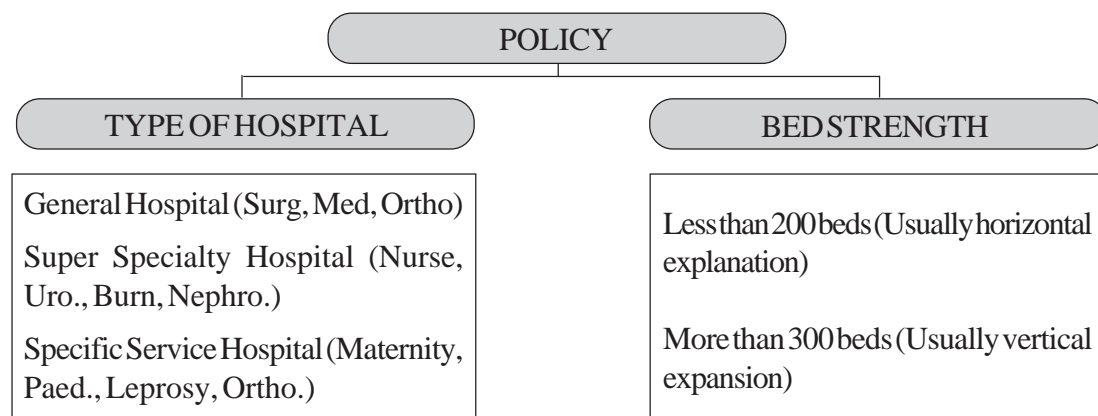 POLICY
TYPE OF HOSPITAL
General Hospital (Surg, Med, Ortho)
Super Specialty Hospital (Nurse,
Uro., Burn, Nephro.)
Specific Service Hospital (Maternity,
Paed., Leprosy, Ortho.)
BED STRENGTH
Less than 200 beds (Usually horizontal
explanation)
More than 300 beds (Usually vertical
expansion)